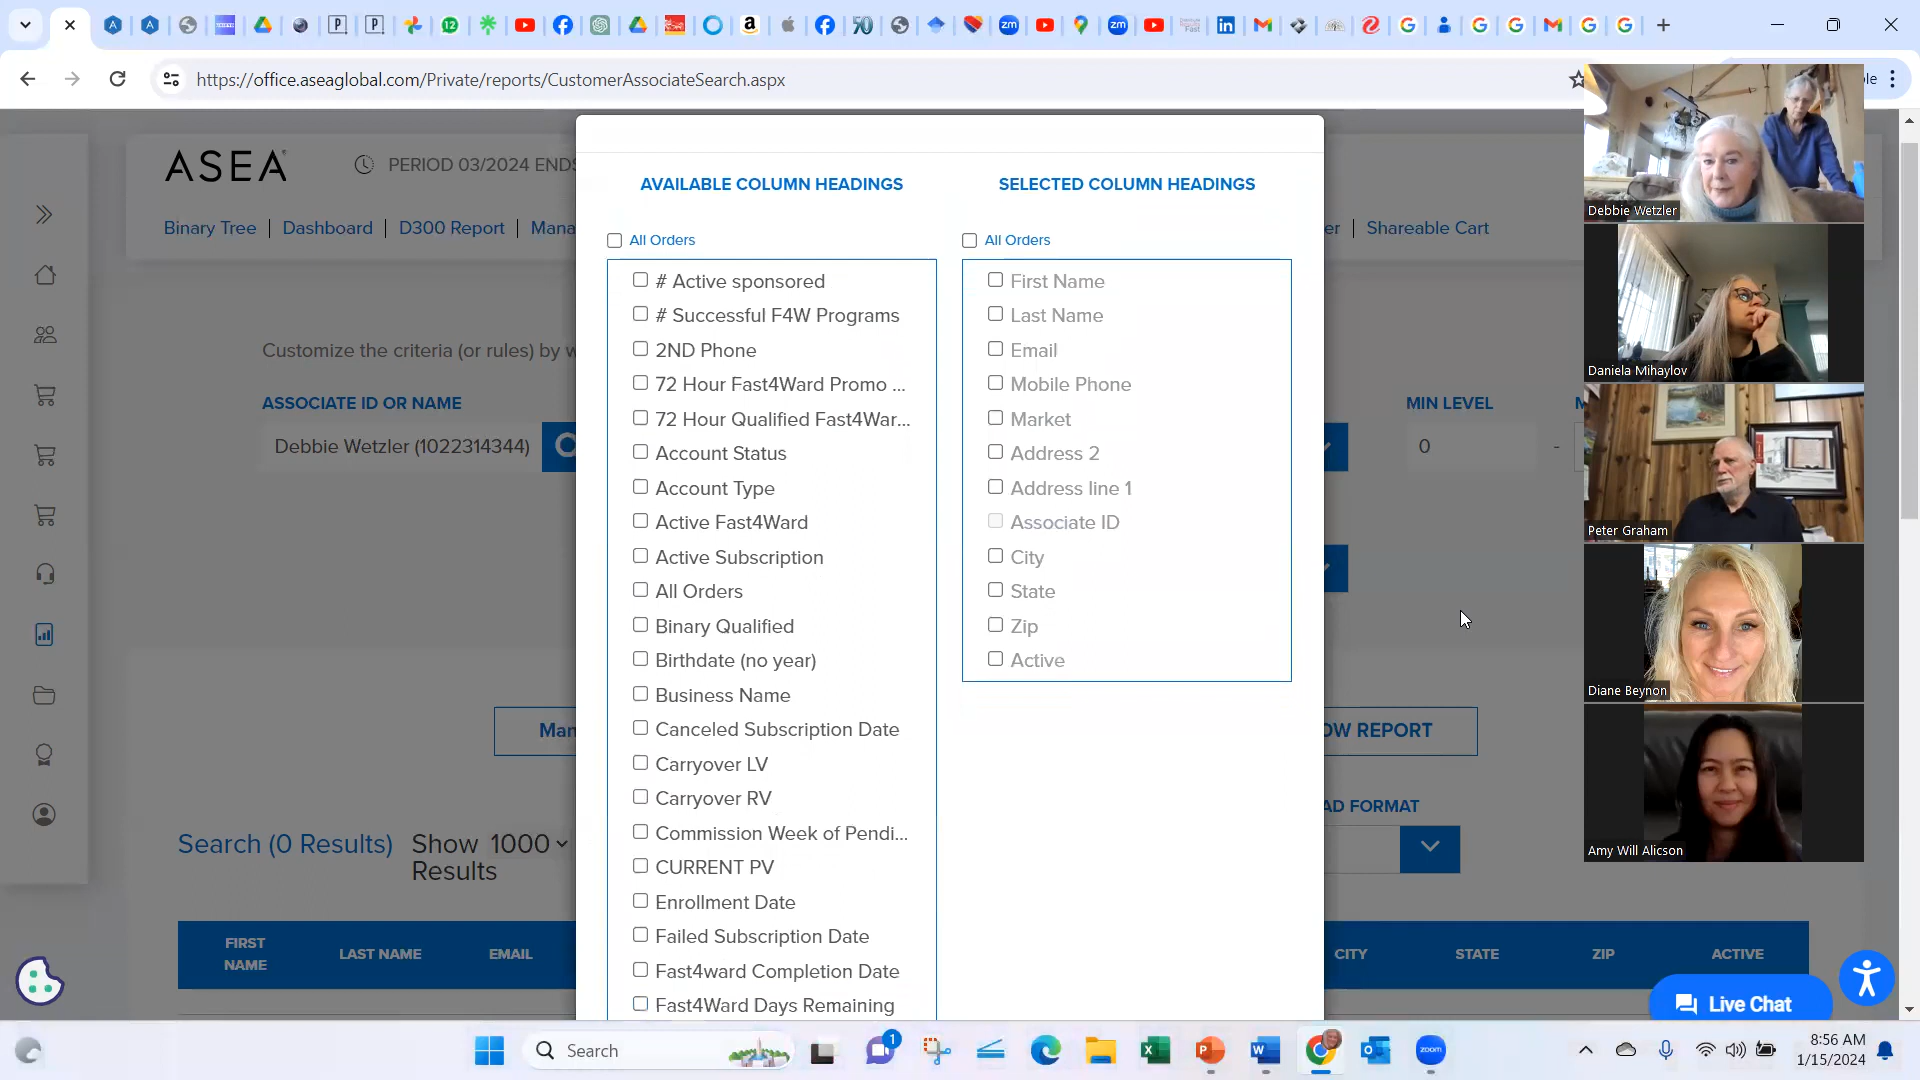 https://office.aseaglobal.com/Private/reports/CustomerAssociateSearch.aspx
ASEA
PERIOD 03/2024 ENDS
Binary Tree | Dashboard | D300 Report |
Shareable Cart
Customize the criteria (or rules) by
ASSOCIATE ID OR NAME
Debbie Wetzler (1022314344)
MIN LEVEL
0
-
AVAILABLE COLUMN HEADINGS
All Orders
# Active sponsored
# Successful F4W Programs
2ND Phone
72 Hour Fast4Ward Promo ...
72 Hour Qualified Fast4War...
Account Status
Account Type
Active Fast4Ward
Active Subscription
All Orders
Binary Qualified
Birthdate (no year)
Business Name
Canceled Subscription Date
Carryover LV
Carryover RV
Commission Week of Pendi...
CURRENT PV
Enrollment Date
Failed Subscription Date
Fast4ward Completion Date
Fast4Ward Days Remaining
SELECTED COLUMN HEADINGS
All Orders
First Name
Last Name
Email
Mobile Phone
Market
Address 2
Address line 1
Associate ID
City
State
Zip
Active
REPORT
FORMAT
Search (0 Results)
Show 1000
Results
FIRST
NAME
LAST NAME
EMAIL
CITY
STATE
ZIP
ACTIVE
Live Chat
Debbie Wetzler
Daniela Mihaylov
Peter Graham
Diane Beynon
Amy Will Alicson
Search
1
zoom
8:56 AM
1/15/2024